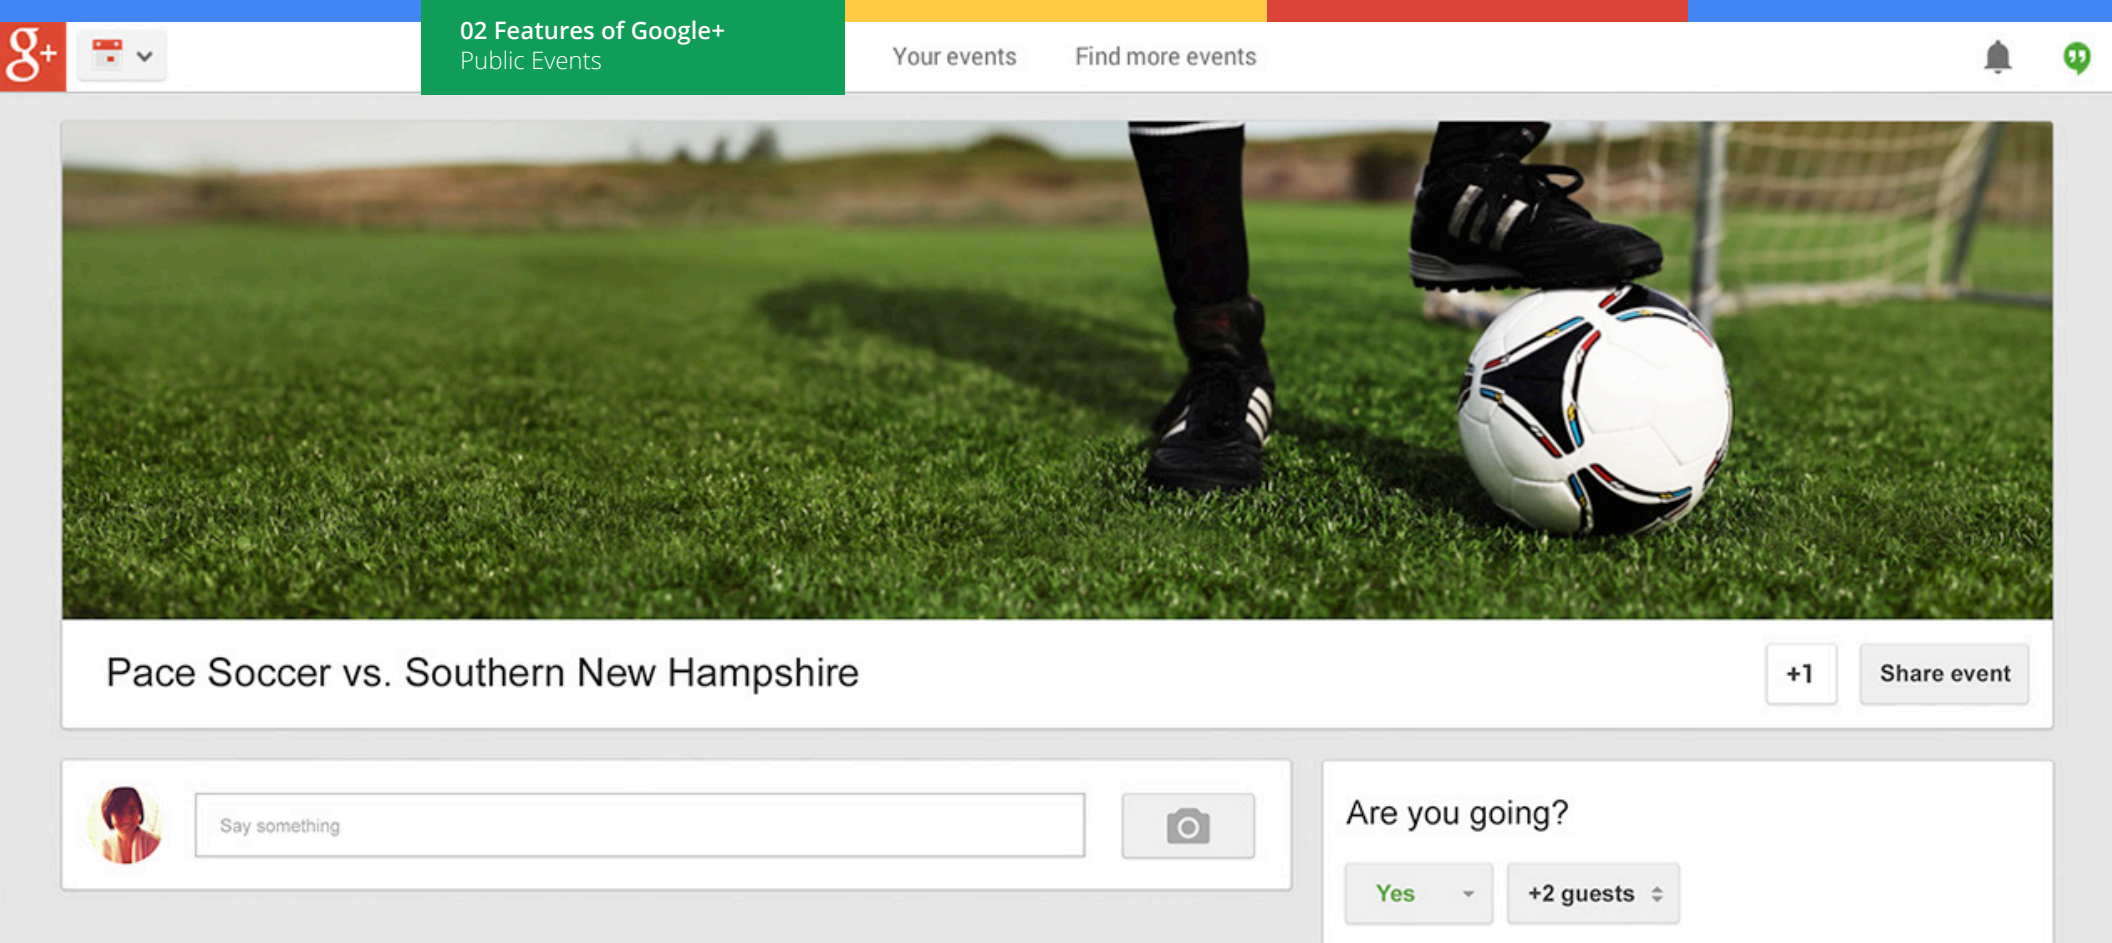 02 Features of Google+
Public Events
g+
Your events
Find more events
Pace Soccer vs. Southern New Hampshire
+1
Share event
Say something
Are you going?
Yes
+2 guests